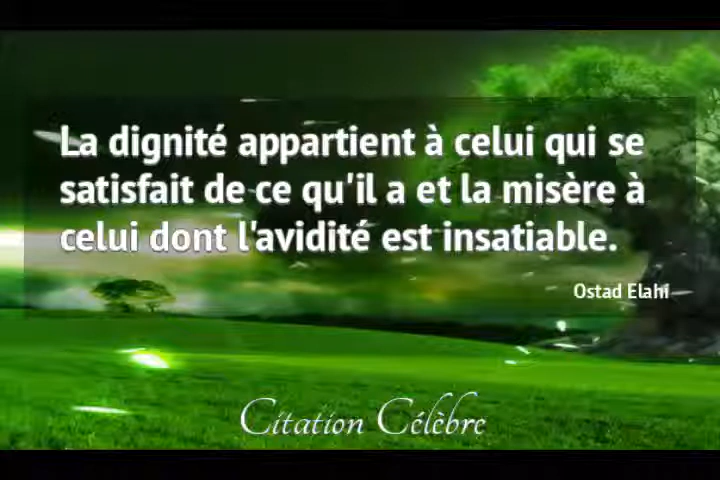 La dignité appartient à celui qui se
satisfait de ce qu'il a et la misère à
celui dont l'avidité est insatiable.
Ostad Elahi
Citation Célèbre